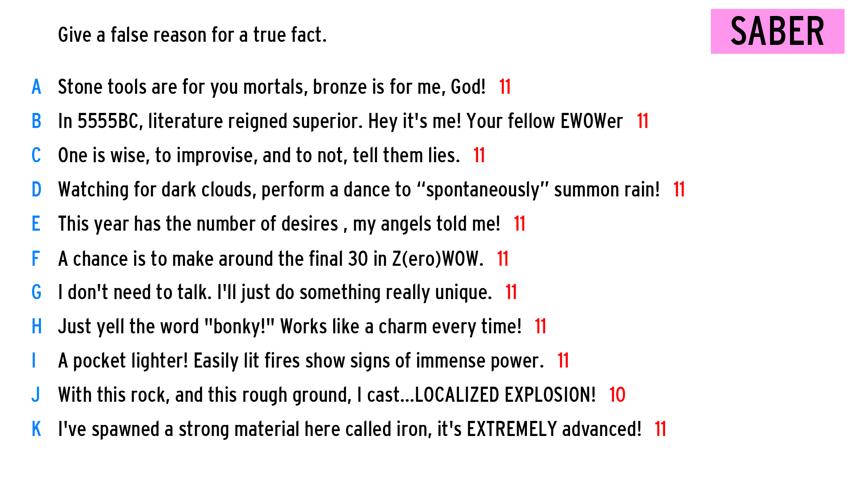 Give a false reason for a true fact.
SABER
A Stone tools are for you mortals, bronze is for me, God! 11
B In 5555BC, literature reigned superior. Hey it's me! Your fellow EWOWer 11
C One is wise, to improvise, and to not, tell them lies. 11
D Watching for dark clouds, perform a dance to “spontaneously” summon rain! 11
E This year has the number of desires , my angels told me! 11
F A chance is to make around the final 30 in Z(ero)WOW. 11
G I don't need to talk. I'll just do something really unique. 11
H Just yell the word "bonky!" Works like a charm every time! 11
I A pocket lighter! Easily lit fires show signs of immense power. 11
J With this rock, and this rough ground, I cast...LOCALIZED EXPLOSION! 10
K I've spawned a strong material here called iron, it's EXTREMELY advanced! 11